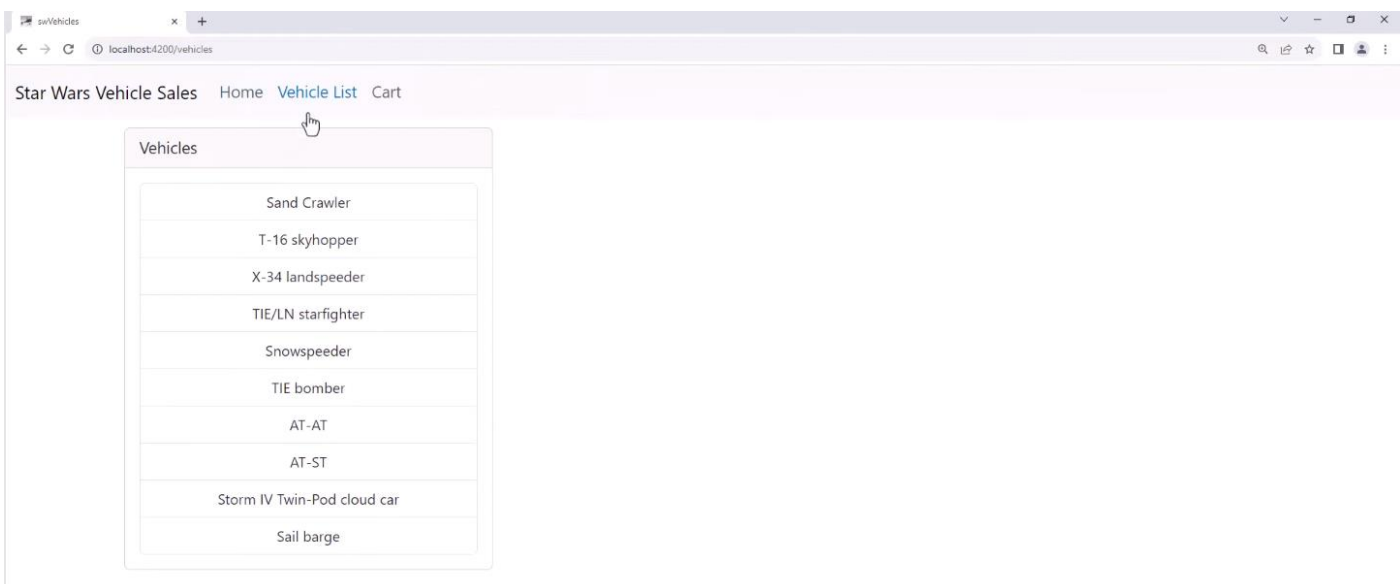 swVehicles
localhost:4200/vehicles
Star Wars Vehicle Sales Home Vehicle List Cart
Vehicles
Sand Crawler
T-16 skyhopper
X-34 landspeeder
TIE/LN starfighter
Snowspeeder
TIE bomber
AT-AT
AT-ST
Storm IV Twin-Pod cloud car
Sail barge